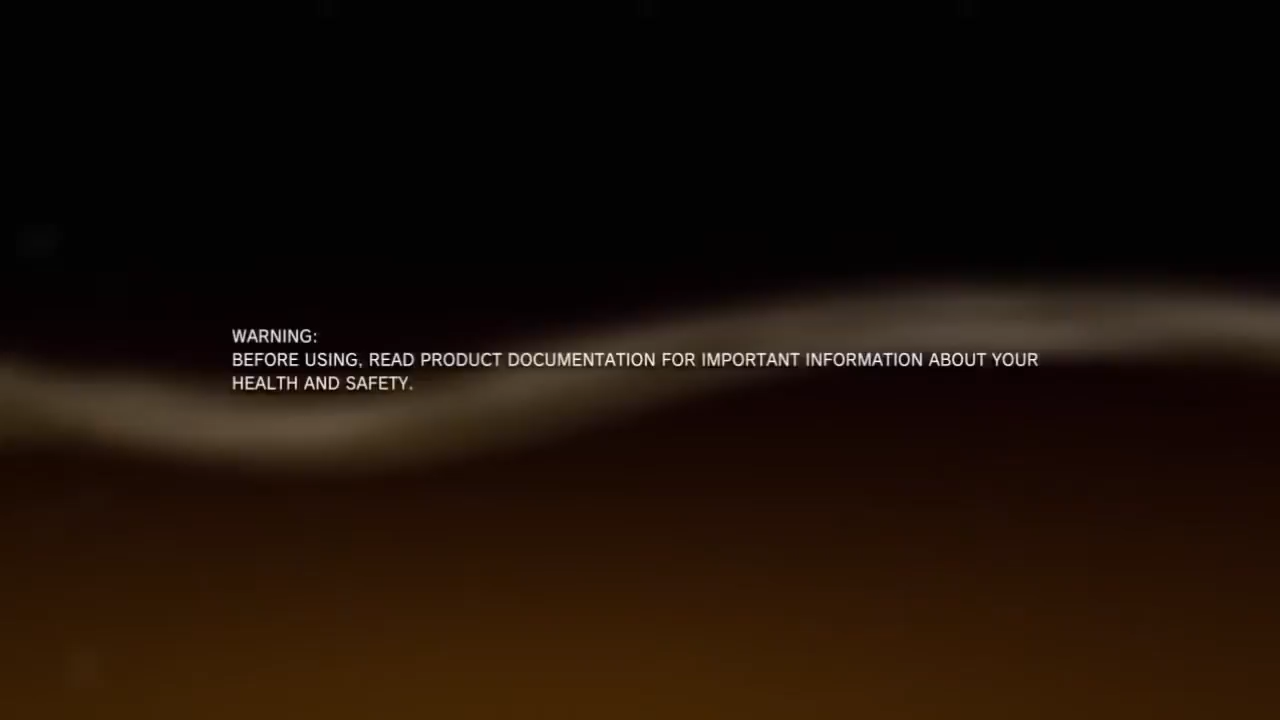 WARNING:
BEFORE USING, READ PRODUCT DOCUMENTATION FOR IMPORTANT INFORMATION ABOUT YOUR
HEALTH AND SAFETY.